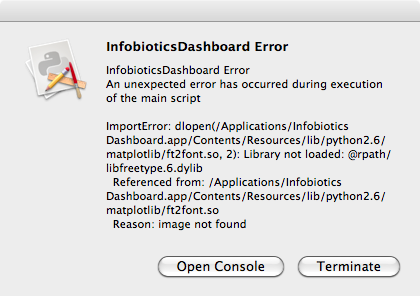 InfobioticsDashboard Error
InfobioticsDashboard Error
An unexpected error has occurred during execution
of the main script
ImportError: dlopen(/Applications/Infobiotics
Dashboard.app/Contents/Resources/lib/python2.6/
matplotlib/ft2font.so, 2): Library not loaded: @rpath/
libfreetype.6.dylib
Referenced from: /Applications/Infobiotics
Dashboard.app/Contents/Resources/lib/python2.6/
matplotlib/ft2font.so
Reason: image not found
Open Console
Terminate